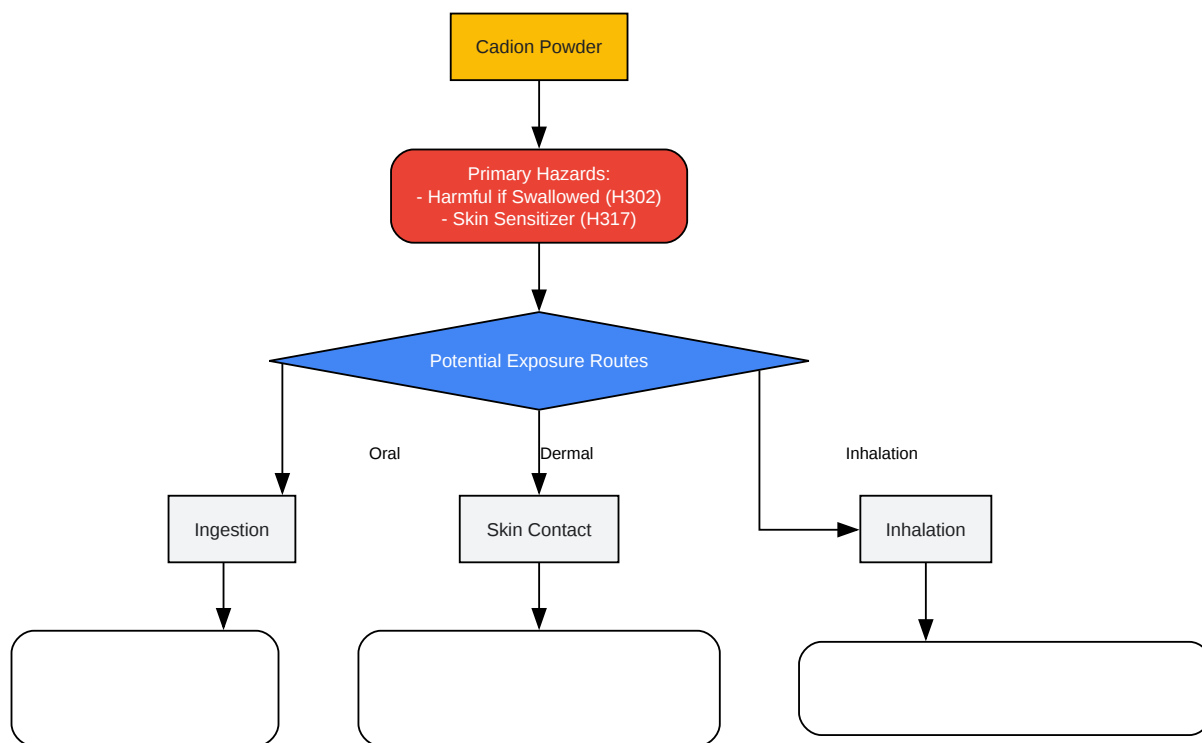 Cadion Powder
Primary Hazards:
- Harmful if Swallowed (H302)
- Skin Sensitizer (H317)
Potential Exposure Routes
Oral
Dermal
Inhalation
Ingestion
Skin Contact
Inhalation